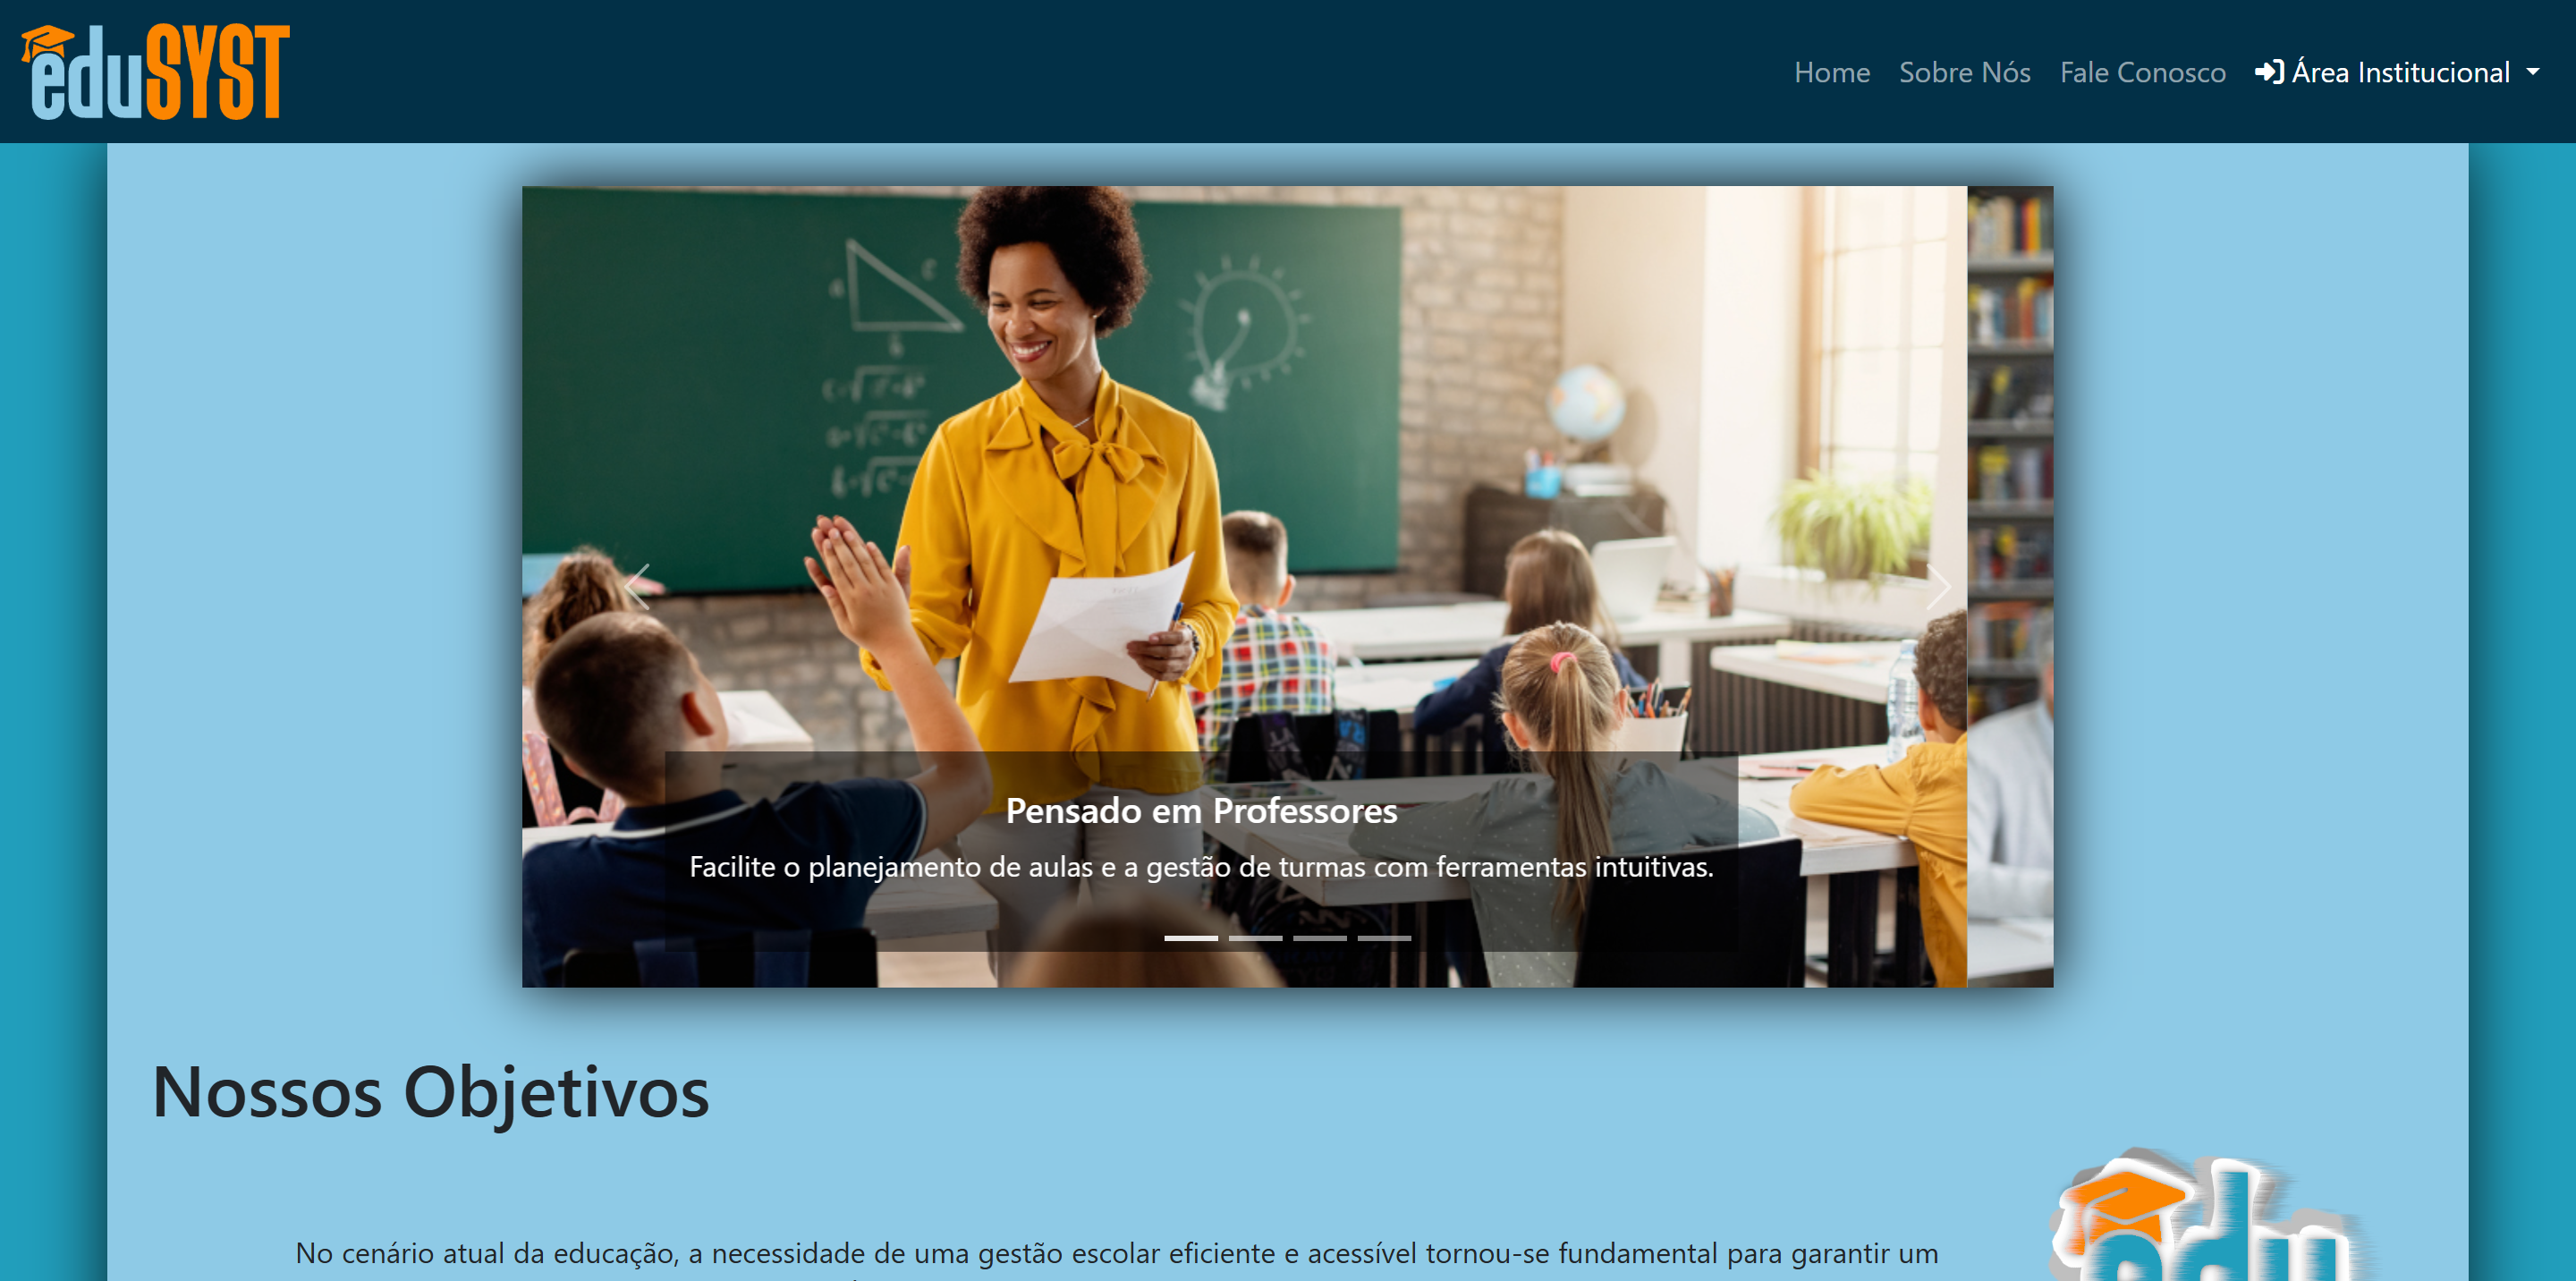 eduSYST
Home Sobre Nós Fale Conosco Área Institucional
a c
b
Pensado em Professores
Facilite o planejamento de aulas e a gestão de turmas com ferramentas intuitivas.
Nossos Objetivos
No cenário atual da educação, a necessidade de uma gestão escolar eficiente e acessível tornou-se fundamental para garantir um
edu